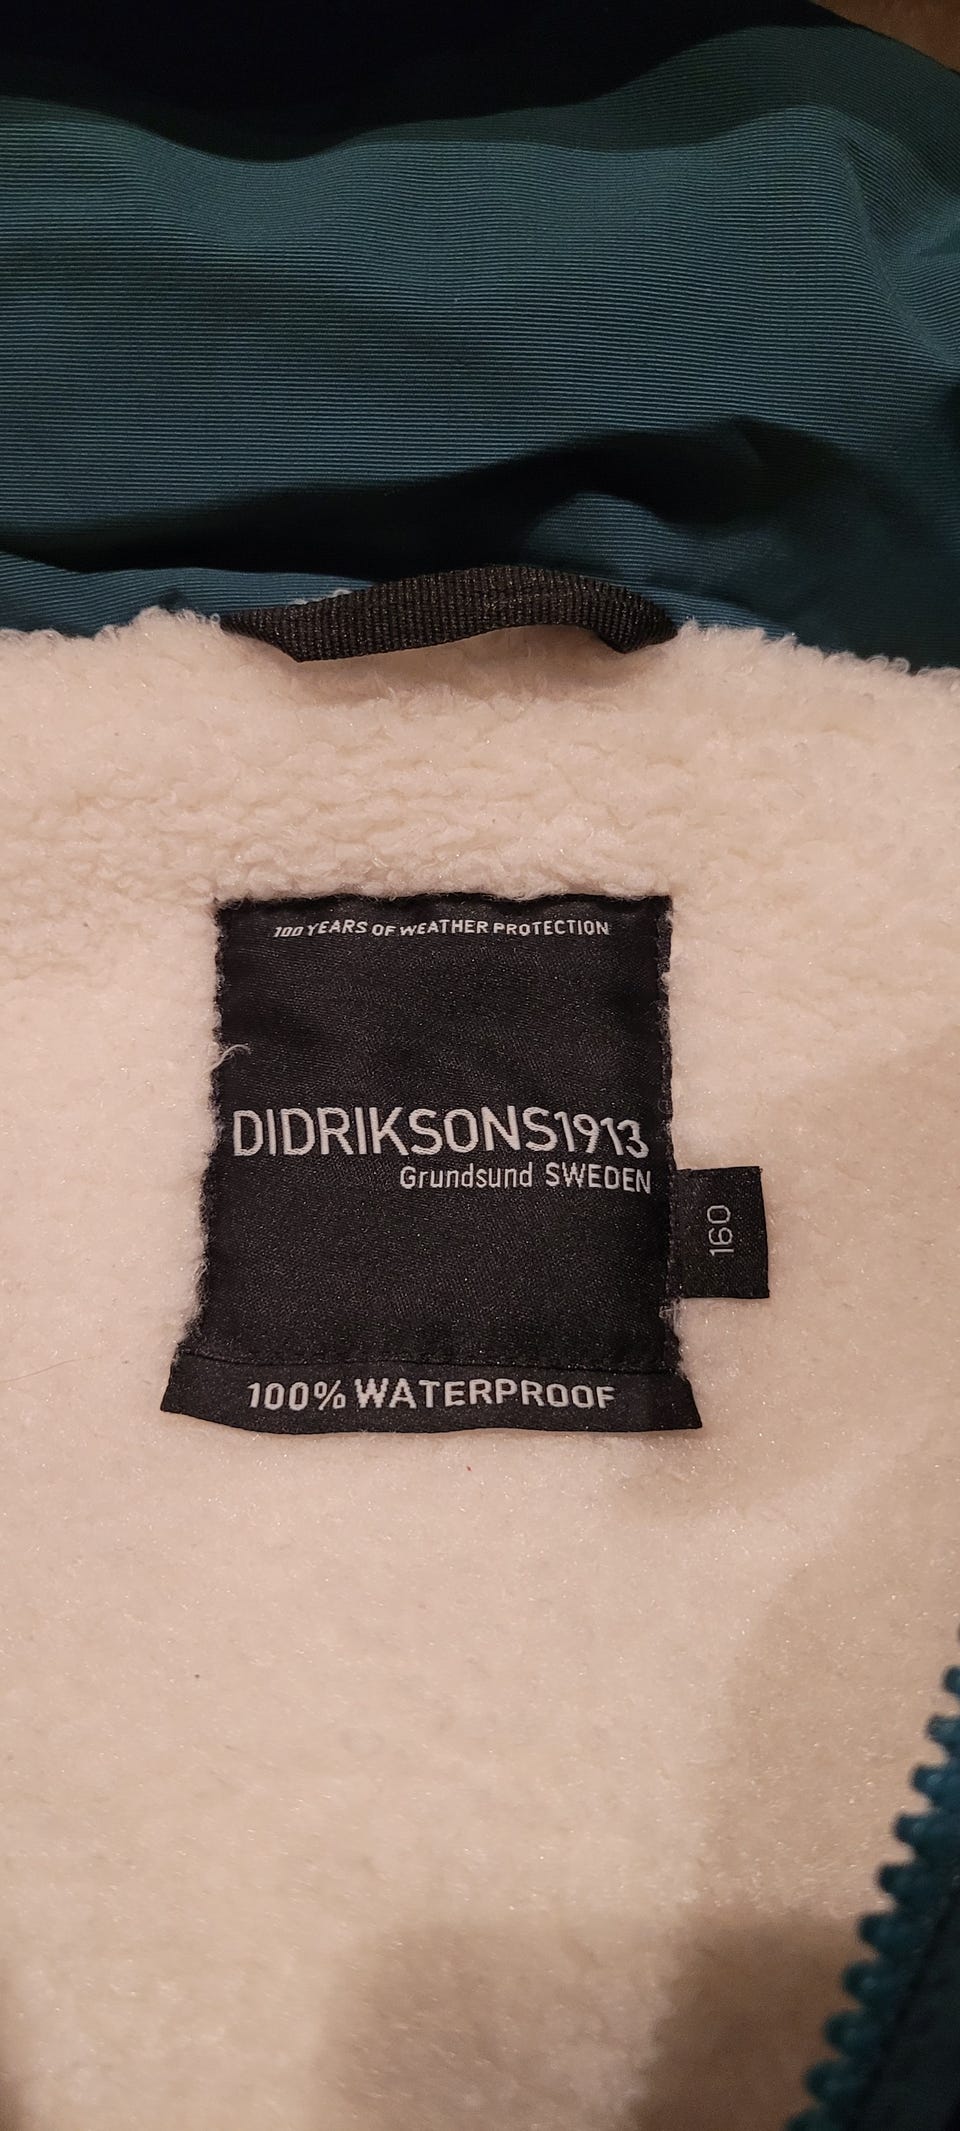 100 YEARS OF WEATHER PROTECTION
DIDRIKSONS1913
Grundsund SWEDEN
160
100% WATERPROOF